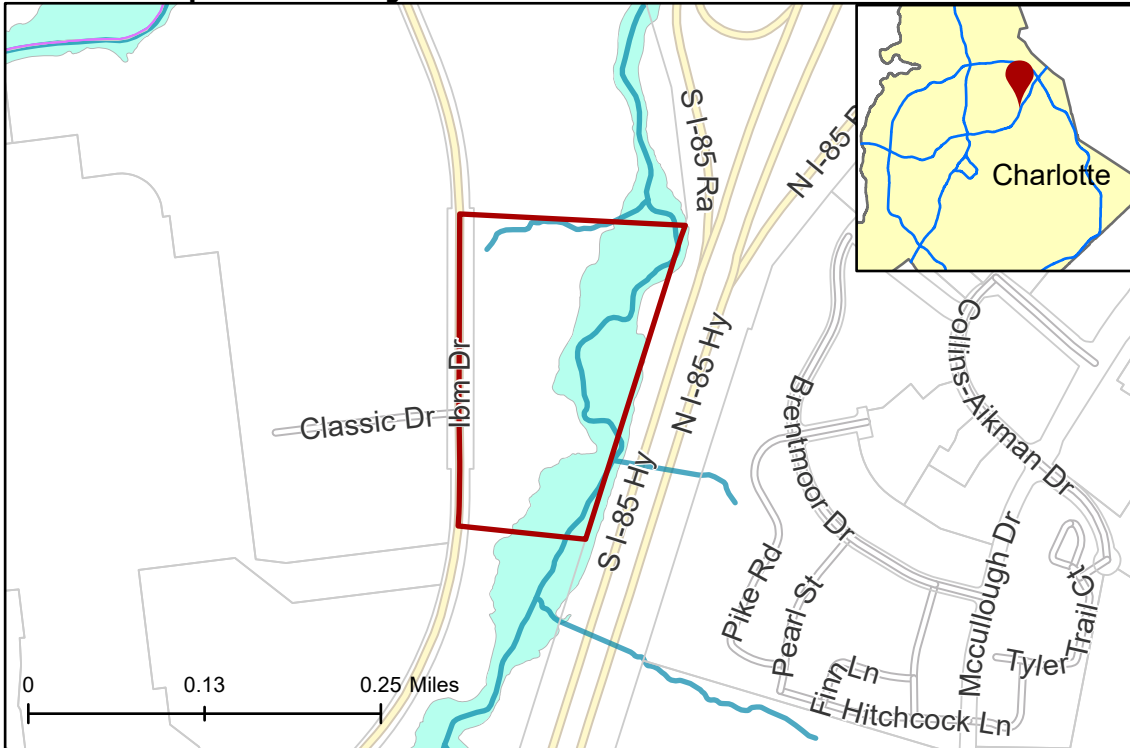 S I-85 Ra
N I-85 R
Charlotte
Ibm Dr
Classic Dr
N I-85 Hy
S I-85 Hy
Collins-Aikman Dr
Brentmoor Dr
Mccullough Dr
Pike Rd
Pearl St
Finn Ln
Hitchcock Ln
Tyler Trail Ct
0 0.13 0.25 Miles